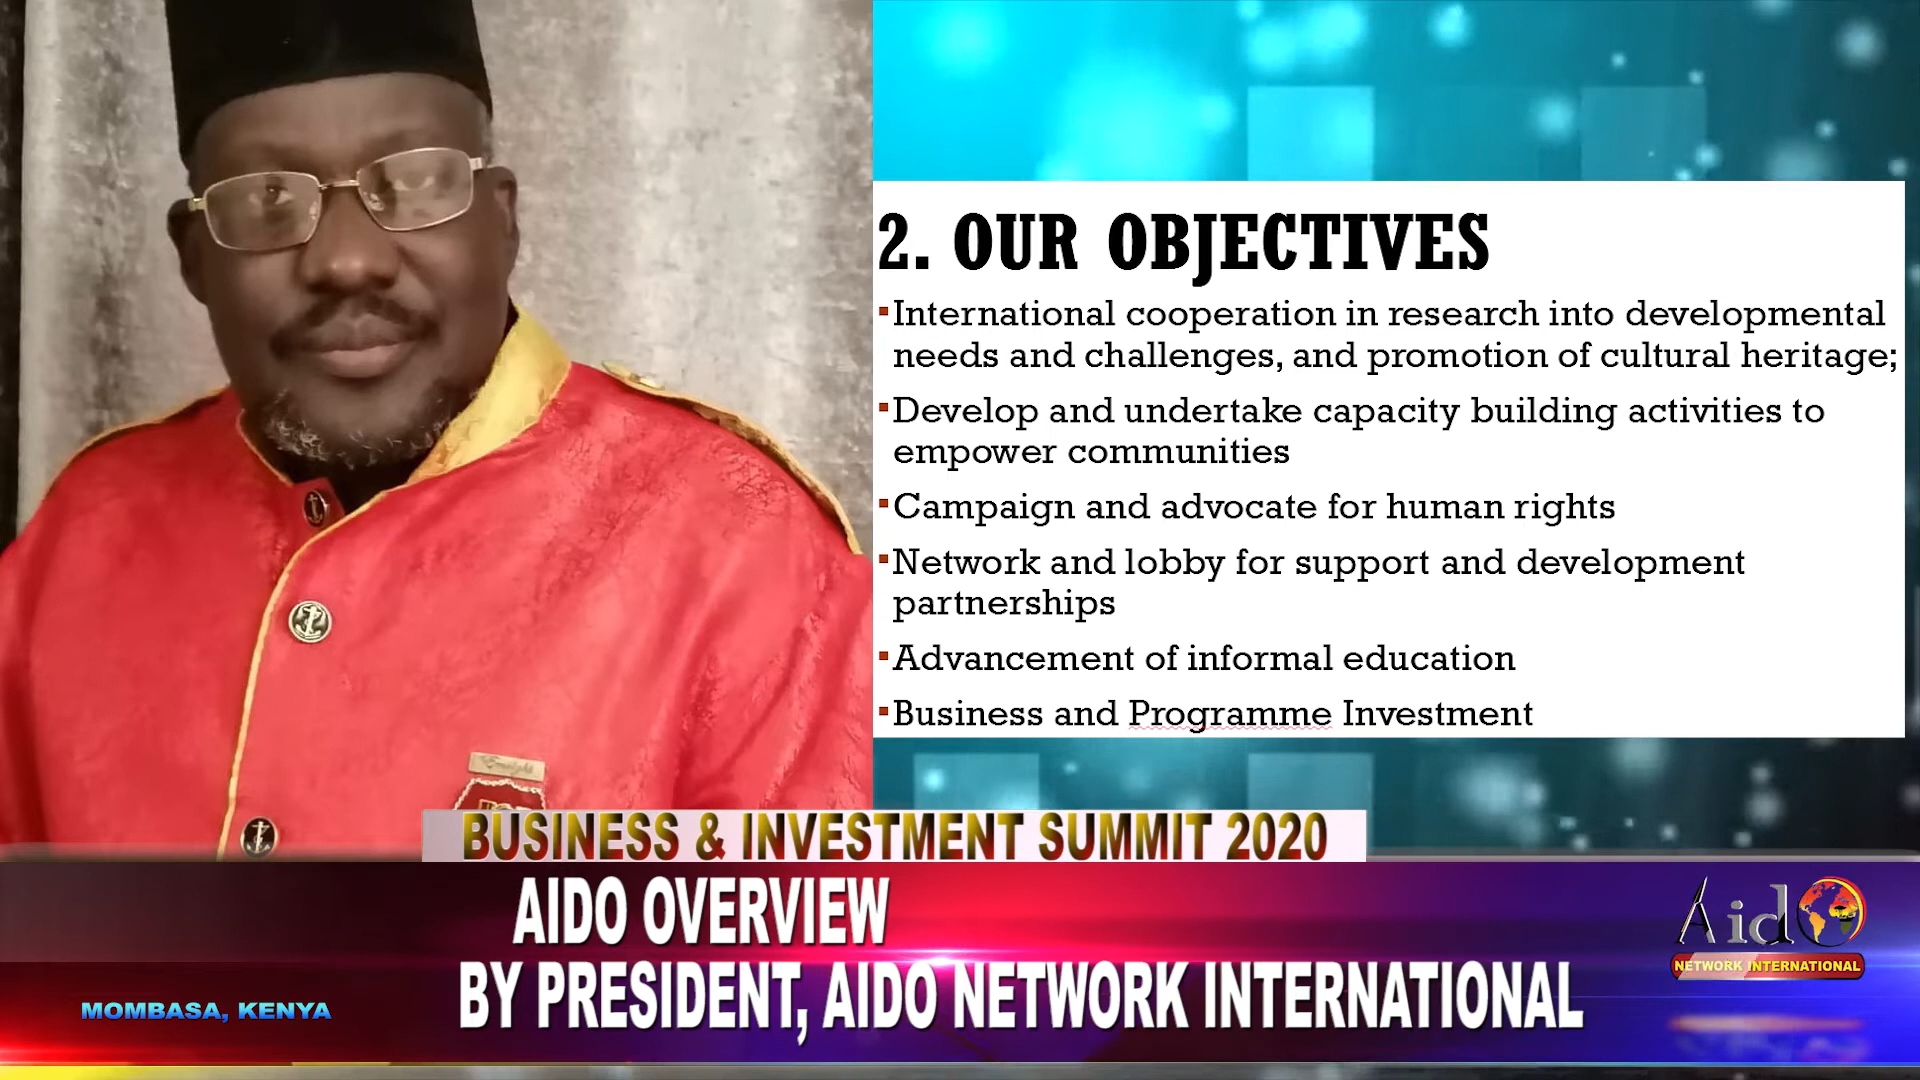 2. OUR OBJECTIVES
International cooperation in research into developmental
needs and challenges, and promotion of cultural heritage;
Develop and undertake capacity building activities to
empower communities
Campaign and advocate for human rights
Network and lobby for support and development
partnerships
Advancement of informal education
Business and Programme Investment
BUSINESS & INVESTMENT SUMMIT 2020
AIDO OVERVIEW
BY PRESIDENT, AIDO NETWORK INTERNATIONAL
MOMBASA, KENYA
Aido
NETWORK INTERNATIONAL